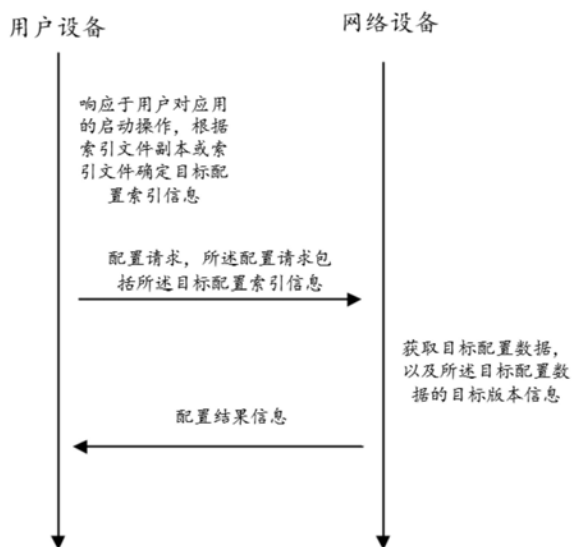 用户设备
网络设备
响应于用户对应用
的启动操作，根据
索引文件副本或索
引文件确定目标配
置索引信息
配置请求，所述配置请求包
括所述目标配置索引信息
获取目标配置数据，
以及所述目标配置数
据的目标版本信息
配置结果信息